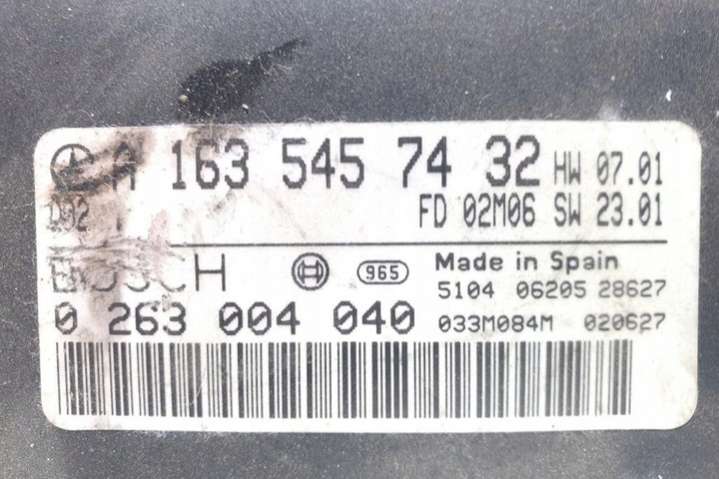 A 163 545 74 32 HW 07.01
FD 02M06 SW 23.01
BOSCH 965 Made in Spain
5104 06205 28627
0 263 004 040 033M084M 020627